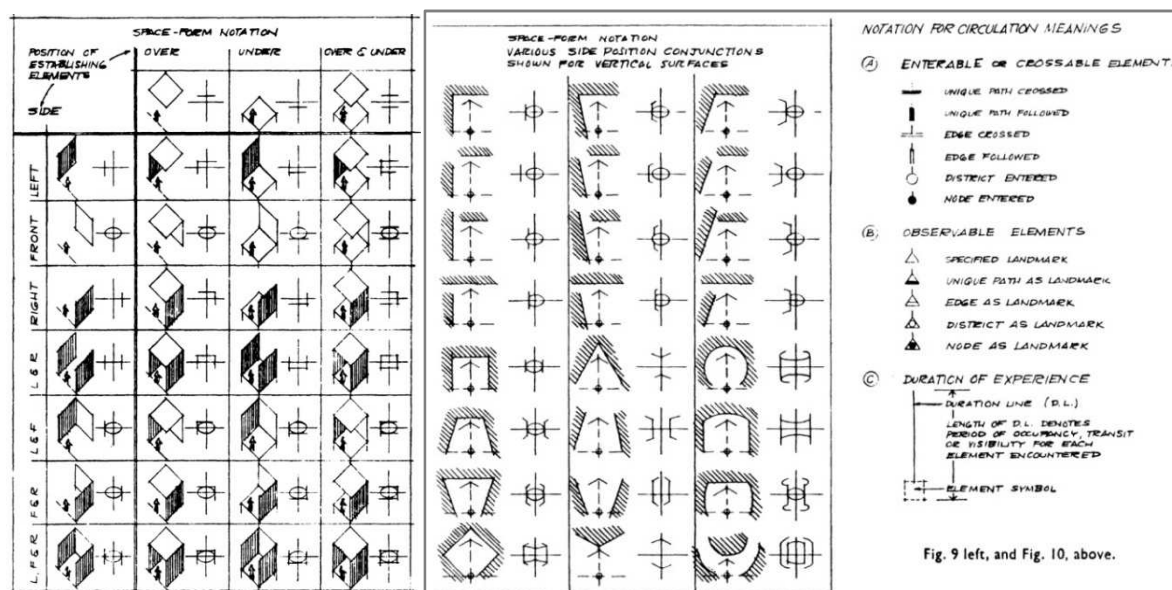 SPACE-FORM NOTATION
POSITION OF ESTABLISHING ELEMENTS
OVER
UNDER
OVER & UNDER
SIDE
LEFT
FRONT
RIGHT
L & R
L & F
F & R
L, F & R
SPACE-FORM NOTATION
VARIOUS SIDE POSITION CONJUNCTIONS
SHOWN FOR VERTICAL SURFACES
NOTATION FOR CIRCULATION MEANINGS
A ENTERABLE OR CROSSABLE ELEMENT
UNIQUE PATH CROSSED
UNIQUE PATH FOLLOWED
EDGE CROSSED
EDGE FOLLOWED
DISTRICT ENTERED
NODE ENTERED
B OBSERVABLE ELEMENTS
SPECIFIED LANDMARK
UNIQUE PATH AS LANDMARK
EDGE AS LANDMARK
DISTRICT AS LANDMARK
NODE AS LANDMARK
C DURATION OF EXPERIENCE
DURATION LINE (D.L.)
LENGTH OF D.L. DENOTES
PERIOD OF OCCUPANCY, TRANSIT
OR VISIBILITY FOR EACH
ELEMENT ENCOUNTERED
ELEMENT SYMBOL
Fig. 9 left, and Fig. 10, above.